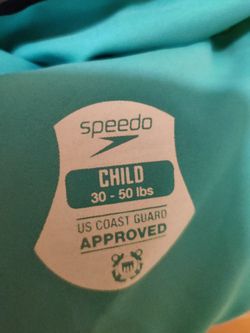 speedo
CHILD
30 - 50 lbs
US COAST GUARD
APPROVED